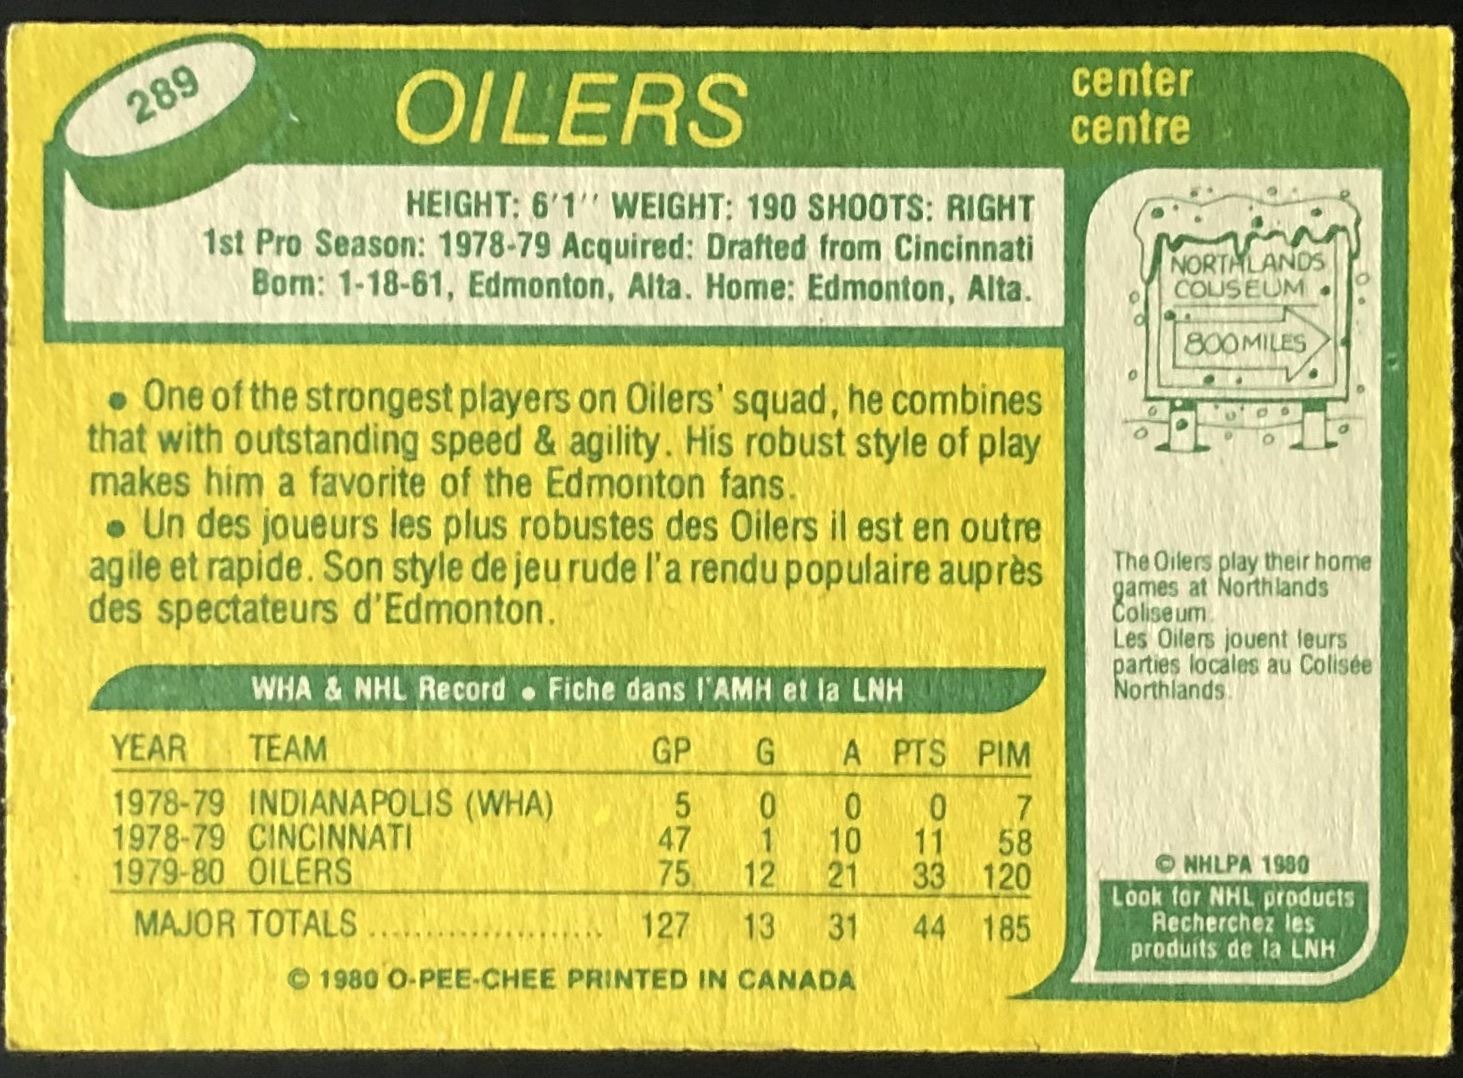 289
OILERS
center
centre
HEIGHT: 6'1'' WEIGHT: 190 SHOOTS: RIGHT
1st Pro Season: 1978-79 Acquired: Drafted from Cincinnati
Born: 1-18-61, Edmonton, Alta. Home: Edmonton, Alta.
• One of the strongest players on Oilers' squad, he combines
that with outstanding speed & agility. His robust style of play
makes him a favorite of the Edmonton fans.
• Un des joueurs les plus robustes des Oilers il est en outre
agile et rapide. Son style de jeu rude l'a rendu populaire auprès
des spectateurs d'Edmonton.
WHA & NHL Record • Fiche dans l'AMH et la LNH
YEAR TEAM GP G A PTS PIM
1978-79 INDIANAPOLIS (WHA) 5 0 0 0 7
1978-79 CINCINNATI 47 1 10 11 58
1979-80 OILERS 75 12 21 33 120
MAJOR TOTALS ..................... 127 13 31 44 185
© 1980 O-PEE-CHEE PRINTED IN CANADA
NORTHLANDS
COLISEUM
800 MILES
The Oilers play their home
games at Northlands
Coliseum.
Les Oilers jouent leurs
parties locales au Colisée
Northlands.
© NHLPA 1980
Look for NHL products
Recherchez les
produits de la LNH